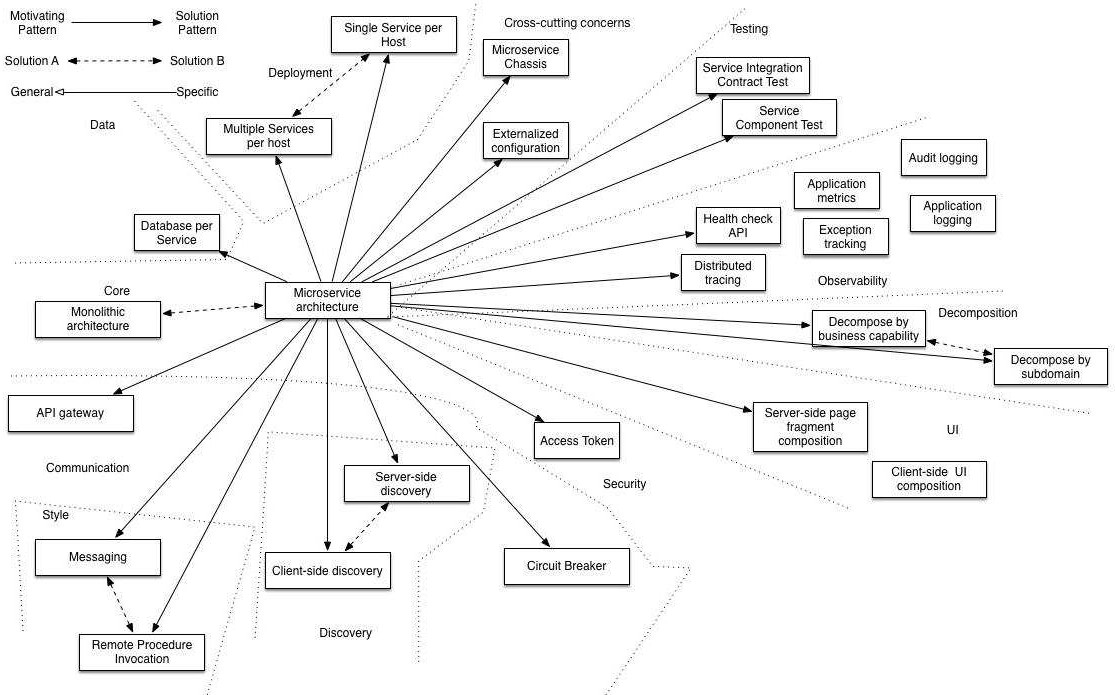 Motivating
Pattern
Solution
Pattern
Solution A
Solution B
General
Specific
Data
Single Service per
Host
Deployment
Multiple Services
per host
Cross-cutting concerns
Microservice
Chassis
Externalized
configuration
Testing
Service Integration
Contract Test
Service
Component Test
Audit logging
Application
metrics
Application
logging
Health check
API
Exception
tracking
Distributed
tracing
Observability
Database per
Service
Core
Monolithic
architecture
Microservice
architecture
Decomposition
Decompose by
business capability
Decompose by
subdomain
API gateway
Communication
Access Token
Server-side page
fragment
composition
UI
Client-side UI
composition
Server-side
discovery
Security
Style
Messaging
Client-side discovery
Circuit Breaker
Discovery
Remote Procedure
Invocation